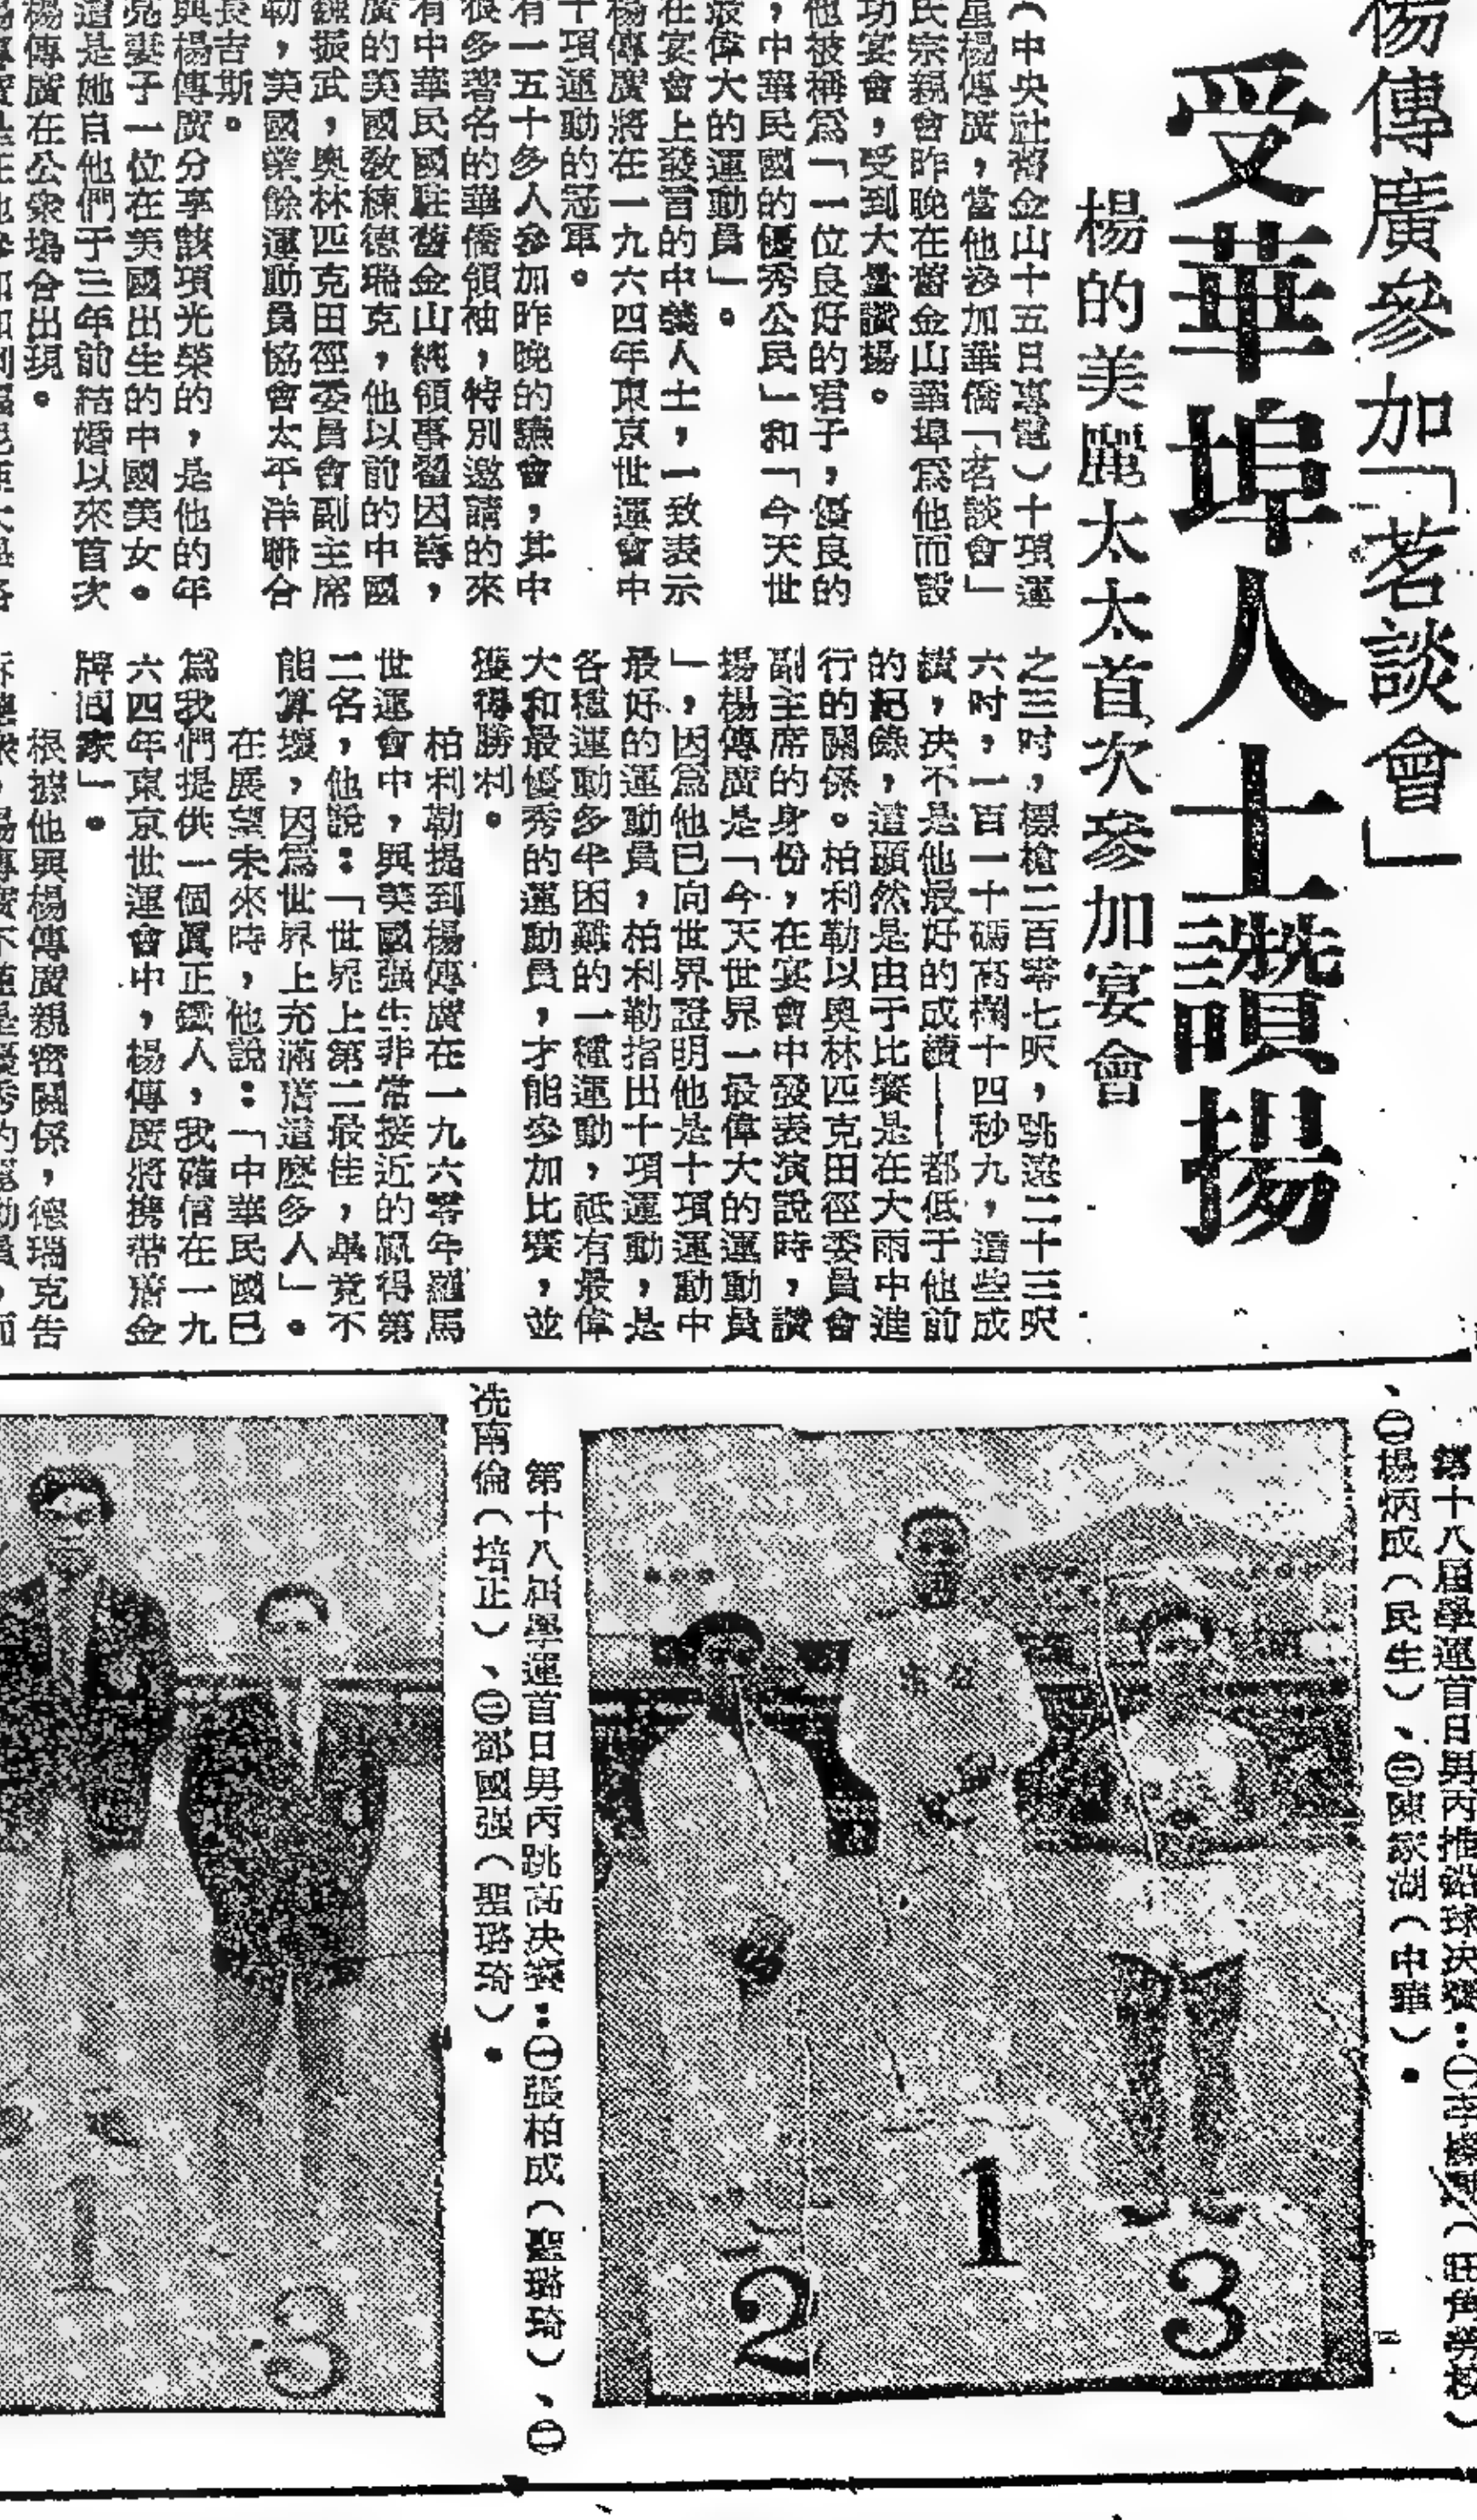 楊傳廣參加「茗談會」
受華埠人士讚揚
楊的美麗太太首次參加宴會
（中央社舊金山十五日專電）十項運
星楊傳廣，當他參加華僑「茗談會」
民宗親會昨晚在舊金山華埠爲他而設
功宴會，受到大量讚揚。
他被稱爲「一位良好的君子，優良的
，中華民國的優秀公民」和「今天世
最偉大的運動員」。
在宴會上發言的中美人士，一致表示
楊傳廣將在一九六四年東京世運會中
十項運動的冠軍。
有一五十多人參加昨晚的讌會，其中
很多著名的華僑領袖，特別邀請的來
有中華民國駐舊金山總領事翟因壽，
廣的美國敎練德瑞克，他以前的中國
魏振武，奧林匹克田徑委員會副主席
勒，美國業餘運動員協會太平洋聯合
長吉斯。
與楊傳廣分享該項光榮的，是他的年
亮妻子一位在美國出生的中國美女。
這是她自他們于三年前結婚以來首次
楊傳廣在公衆塲合出現。
之三吋，標槍二百零七呎，跳遠二十三呎
六吋，一百一十碼高欄十四秒九，這些成
績，决不是他最好的成績——都低于他前
的紀錄，這顯然是由于比賽是在大雨中進
行的關係。柏利勒以奧林匹克田徑委員會
副主席的身份，在宴會中發表演說時，讚
揚楊傳廣是「今天世界一最偉大的運動員
」，因爲他已向世界證明他是十項運動中
最好的運動員，柏利勒指出十項運動，是
各種運動多半困難的一種運動，祗有最偉
大和最優秀的運動員，才能參加比賽，並
獲得勝利。
柏利勒提到楊傳廣在一九六零年羅馬
世運會中，與美國强生非常接近的贏得第
二名，他說：「世界上第二最佳，畢竟不
能算壞，因爲世界上充滿着這麽多人」。
在展望未來時，他說：「中華民國已
爲我們提供一個眞正鐵人，我確信在一九
六四年東京世運會中，楊傳廣將携帶着金
牌囘家」。
根據他與楊傳廣親密關係，德瑞克告
第十八屆學運首日男丙推鉛球决賽：㊀
、㊁楊炳成（民生）、㊂陳家湖（中華）。
第十八屆學運首日男丙跳高决賽：㊀張柏成（聖璐琦）、㊁
冼南倫（培正）、㊂鄧國强（聖璐琦）。
2
1
3
1
3